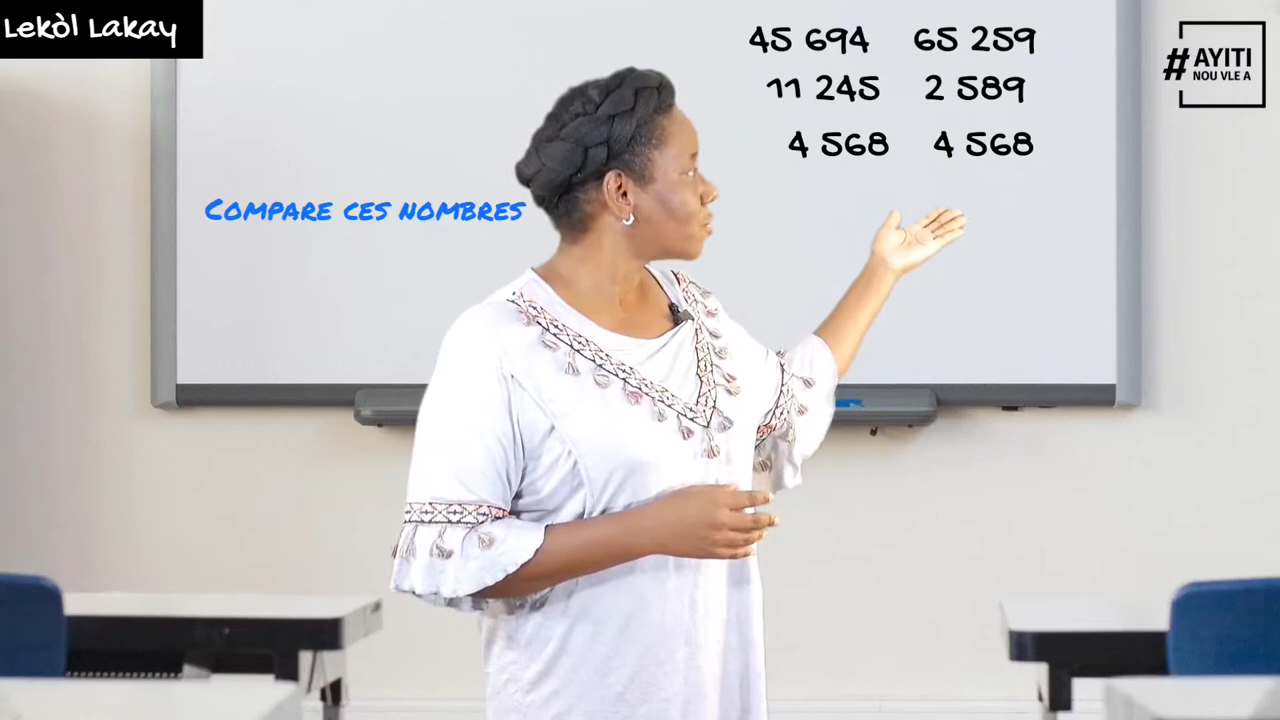 Lekòl Lakay
45 694 65 259
11 245 2 589
4 568 4 568
COMPARE CES NOMBRES
#AYITI
NOU VLE A